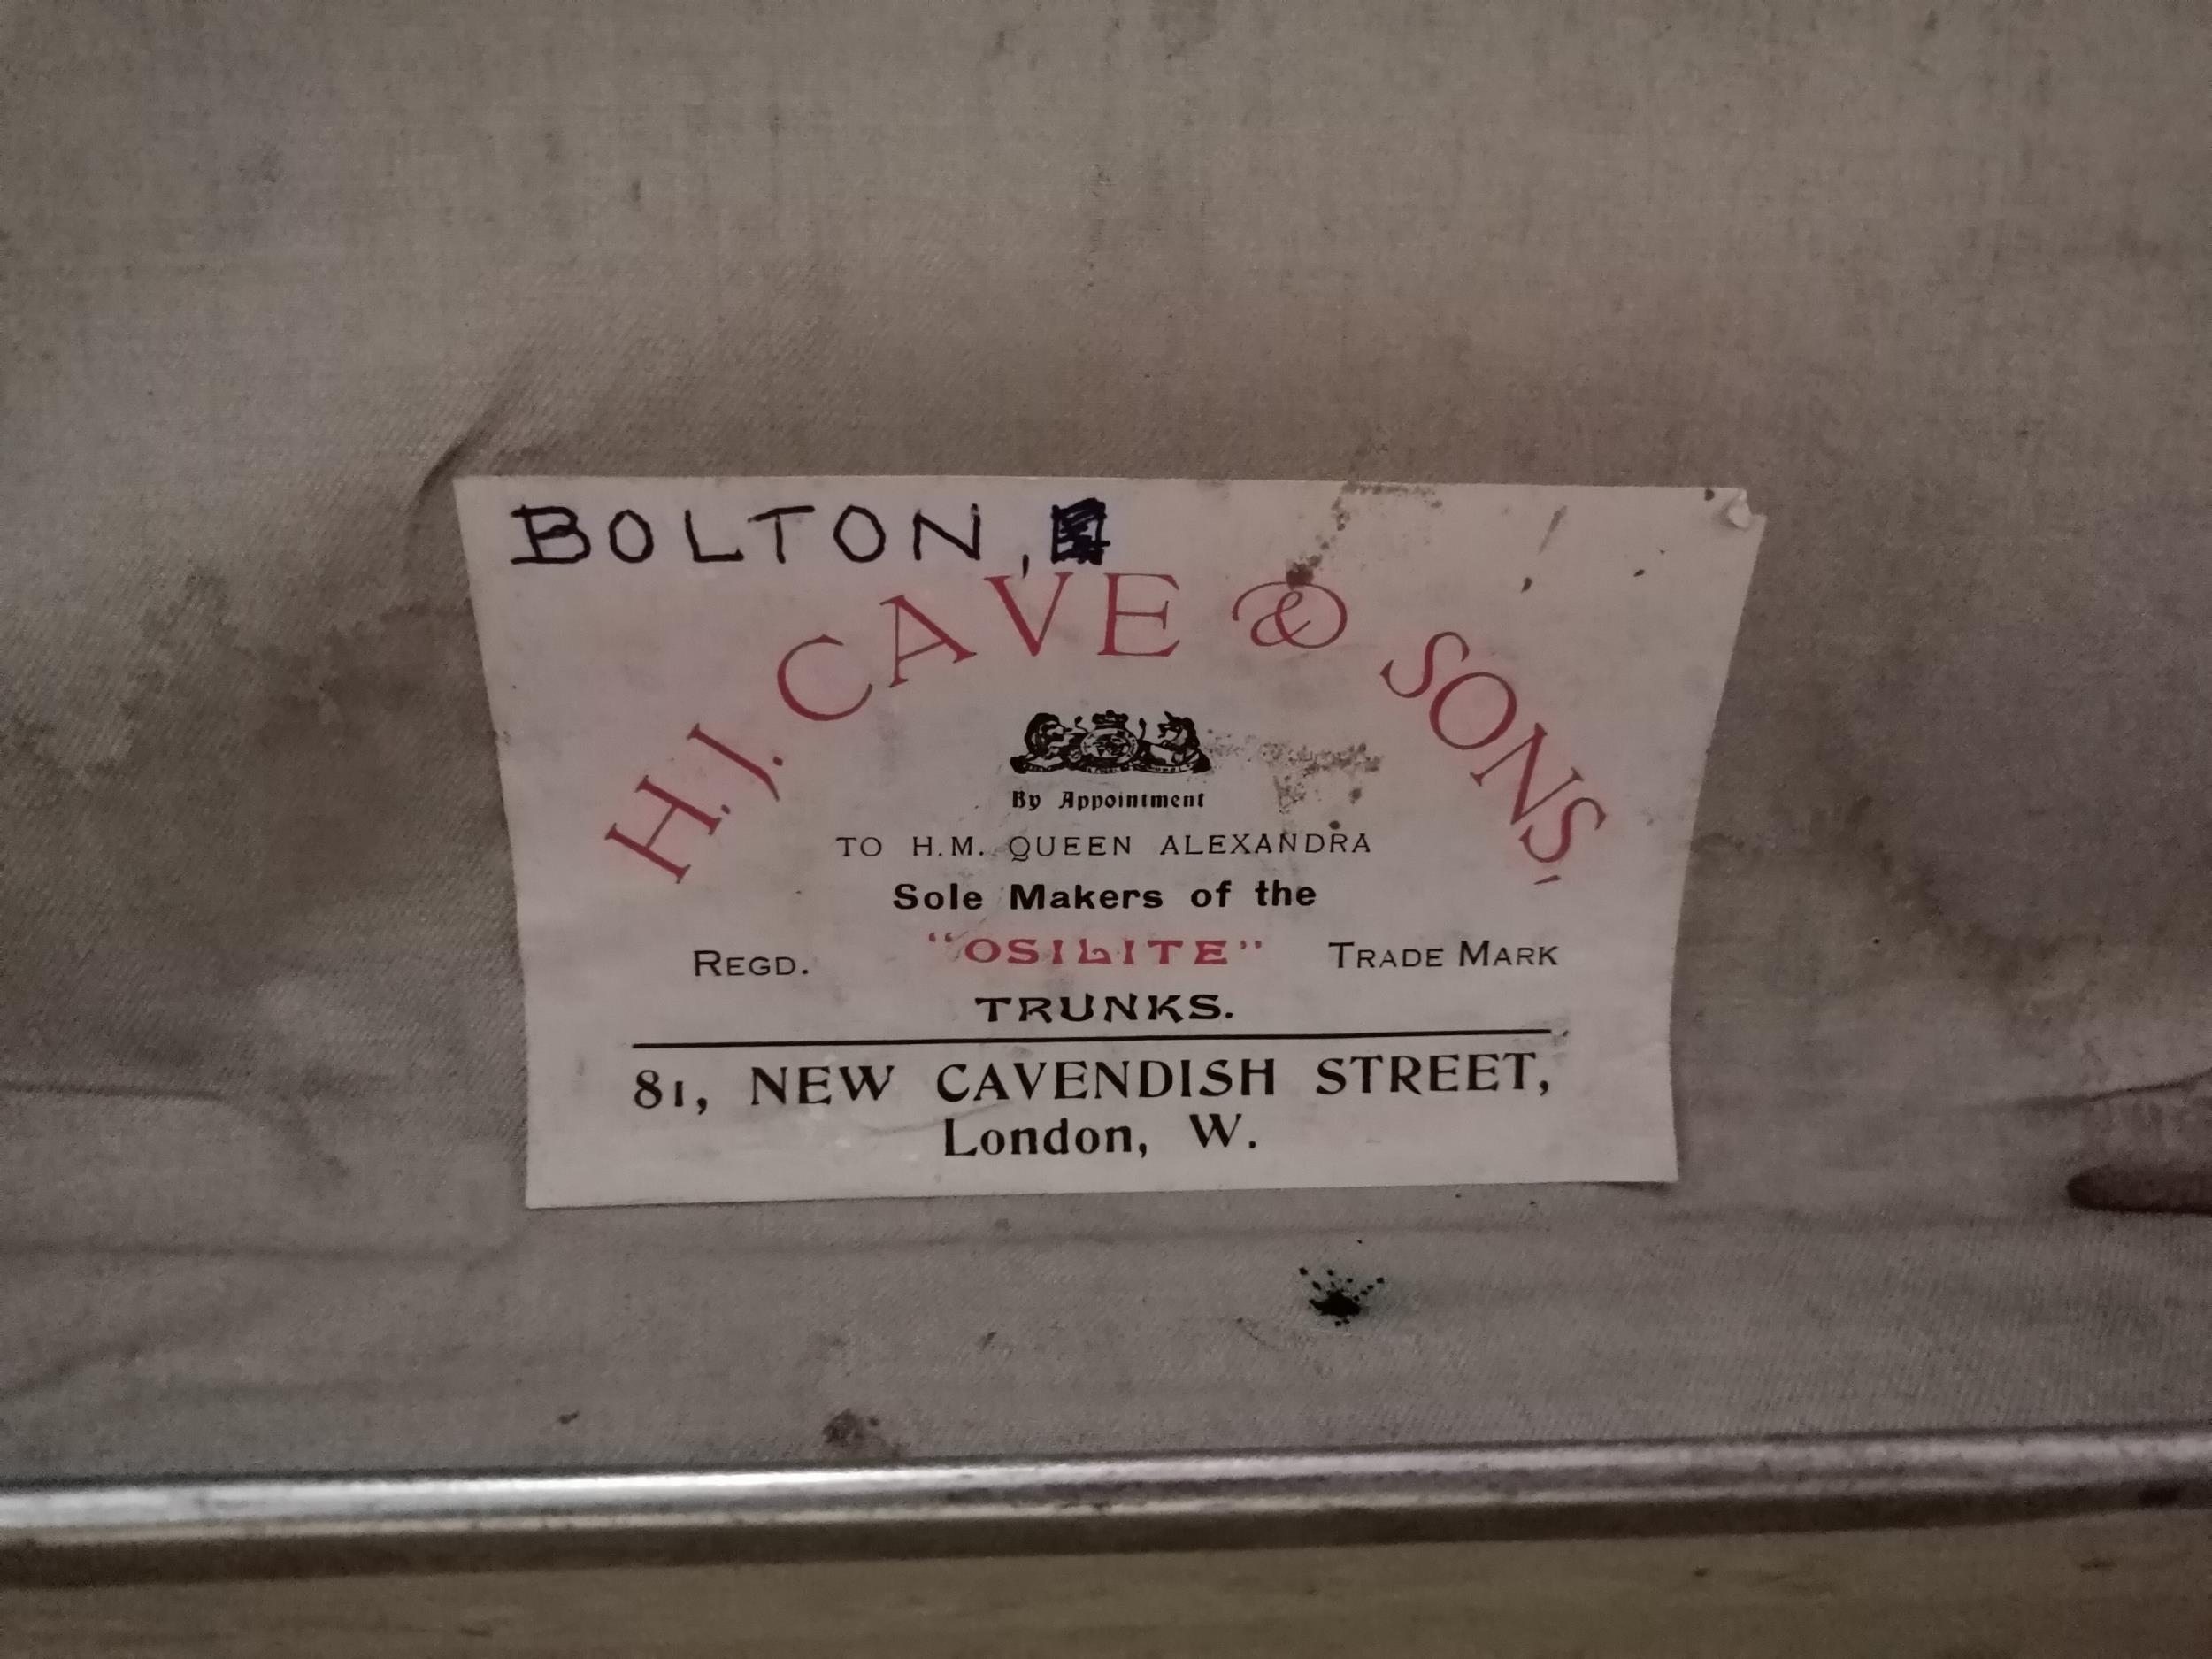 BOLTON,
H.J. CAVE & SONS,
By Appointment
TO H.M. QUEEN ALEXANDRA
Sole Makers of the
REGD. "OSILITE" TRADE MARK
TRUNKS.
81, NEW CAVENDISH STREET,
London, W.